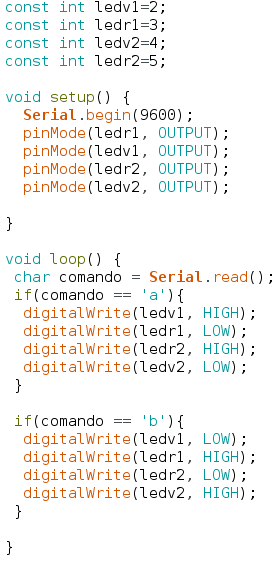 const int ledv1=2;
const int ledr1=3;
const int ledv2=4;
const int ledr2=5;

void setup() {
  Serial.begin(9600);
  pinMode(ledr1, OUTPUT);
  pinMode(ledv1, OUTPUT);
  pinMode(ledr2, OUTPUT);
  pinMode(ledv2, OUTPUT);

}

void loop() {
 char comando = Serial.read();
 if(comando == 'a'){
  digitalWrite(ledv1, HIGH);
  digitalWrite(ledr1, LOW);
  digitalWrite(ledr2, HIGH);
  digitalWrite(ledv2, LOW);
 }

 if(comando == 'b'){
  digitalWrite(ledv1, LOW);
  digitalWrite(ledr1, HIGH);
  digitalWrite(ledr2, LOW);
  digitalWrite(ledv2, HIGH);
 }

}